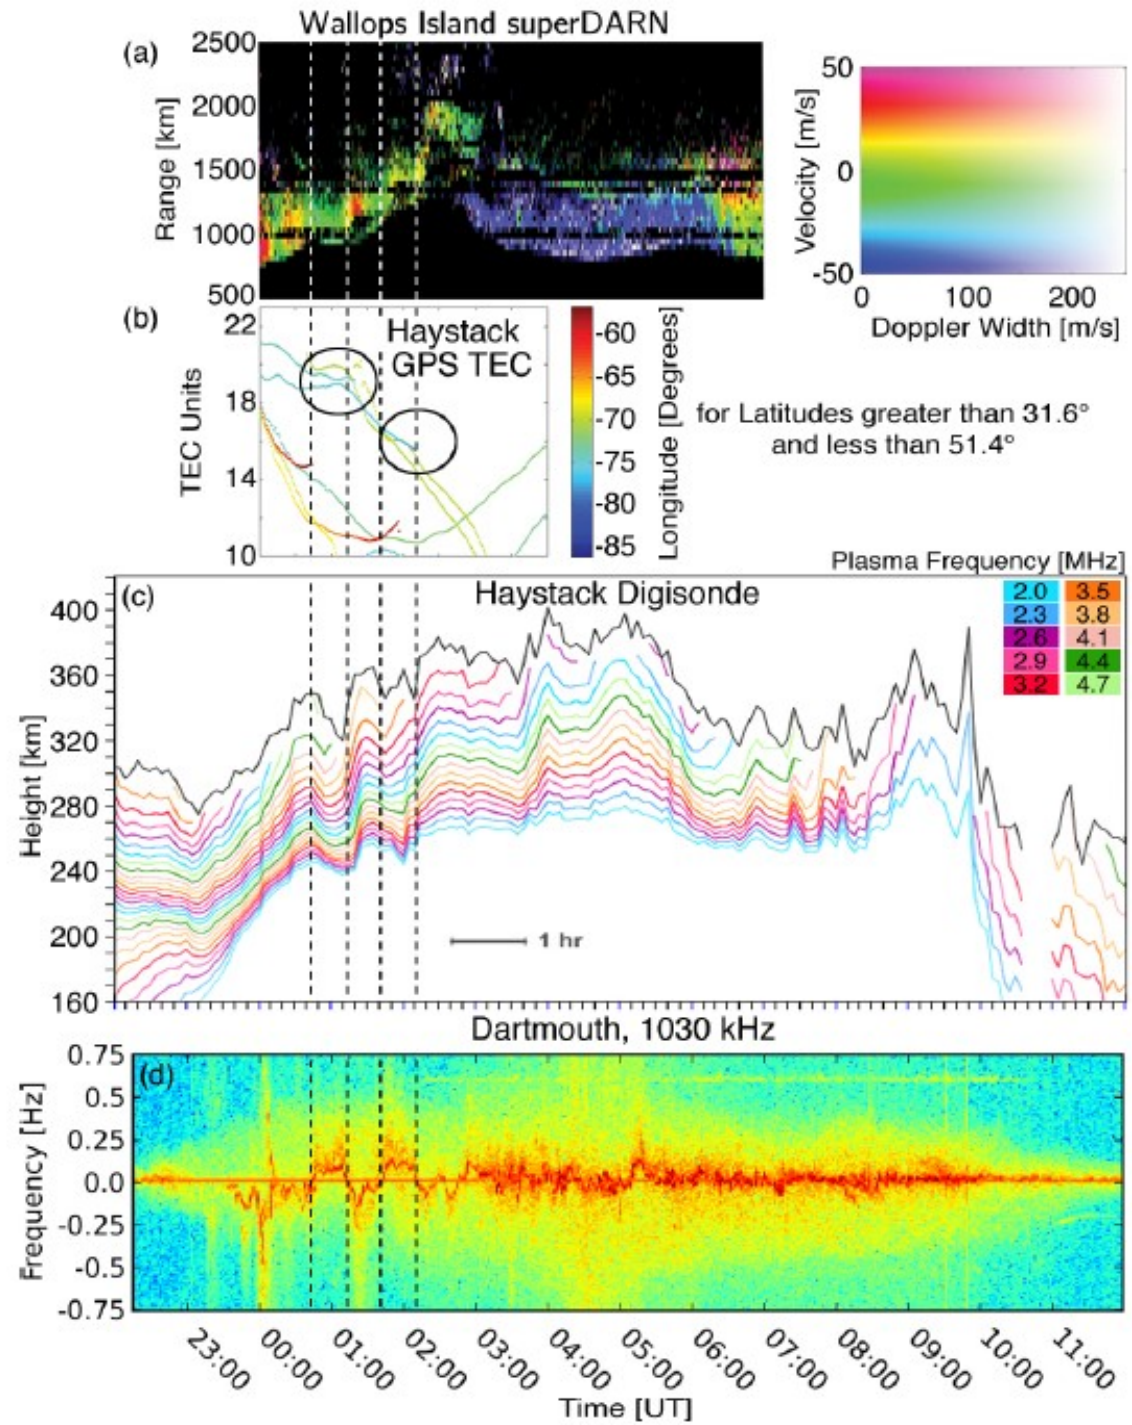 Wallops Island superDARN
(a)
Range [km]
2500
2000
1500
1000
500
Velocity [m/s]
50
0
-50
0 100 200
Doppler Width [m/s]
(b)
TEC Units
22
18
14
10
Haystack
GPS TEC
-60
-65
-70
-75
-80
-85
Longitude [Degrees]
for Latitudes greater than 31.6°
and less than 51.4°
Plasma Frequency [MHz]
(c)
Haystack Digisonde
2.0 3.5
2.3 3.8
2.6 4.1
2.9 4.4
3.2 4.7
Height [km]
400
360
320
280
240
200
160
1 hr
Dartmouth, 1030 kHz
(d)
Frequency [Hz]
0.75
0.5
0.25
0.0
-0.25
-0.5
-0.75
23:00 00:00 01:00 02:00 03:00 04:00 05:00 06:00 07:00 08:00 09:00 10:00 11:00
Time [UT]